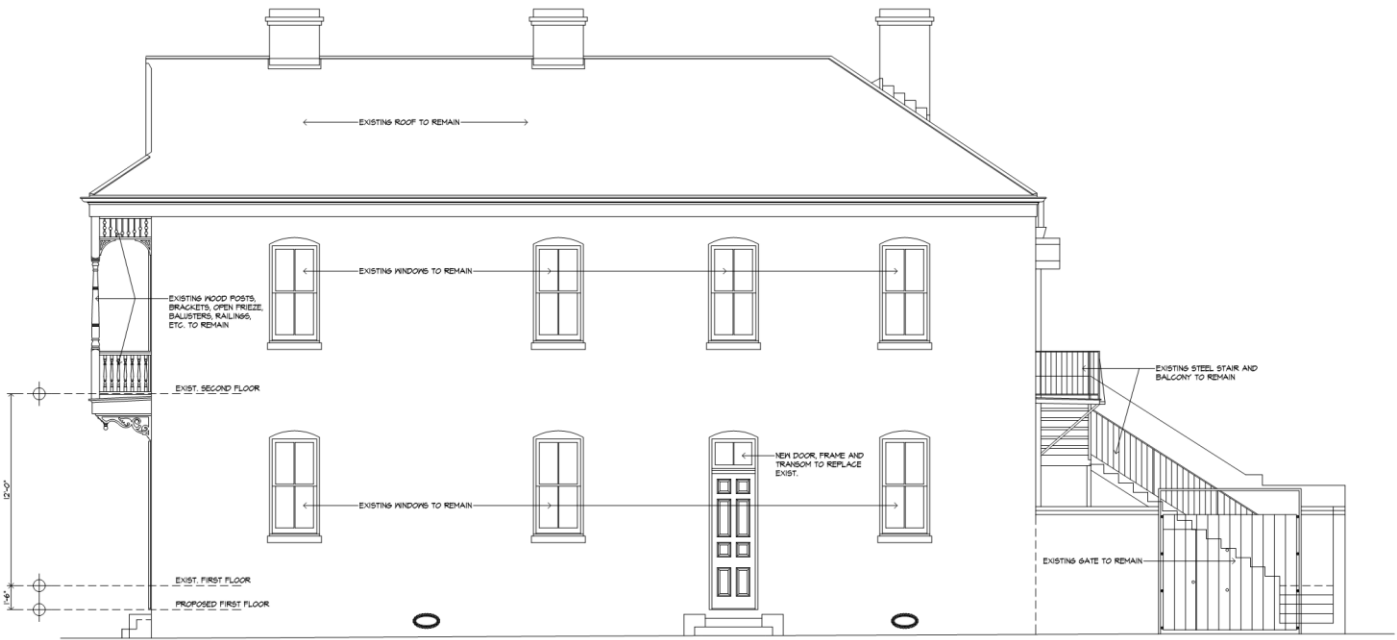 EXISTING ROOF TO REMAIN
EXISTING WINDOWS TO REMAIN
EXISTING WOOD POSTS,
BRACKETS, OPEN FRIEZE,
BALUSTERS, RAILINGS,
ETC. TO REMAIN
EXISTING STEEL STAIR AND
BALCONY TO REMAIN
EXIST. SECOND FLOOR
NEW DOOR, FRAME AND
TRANSOM TO REPLACE
EXIST.
12'-0"
EXISTING WINDOWS TO REMAIN
EXISTING GATE TO REMAIN
EXIST. FIRST FLOOR
1'-6"
PROPOSED FIRST FLOOR